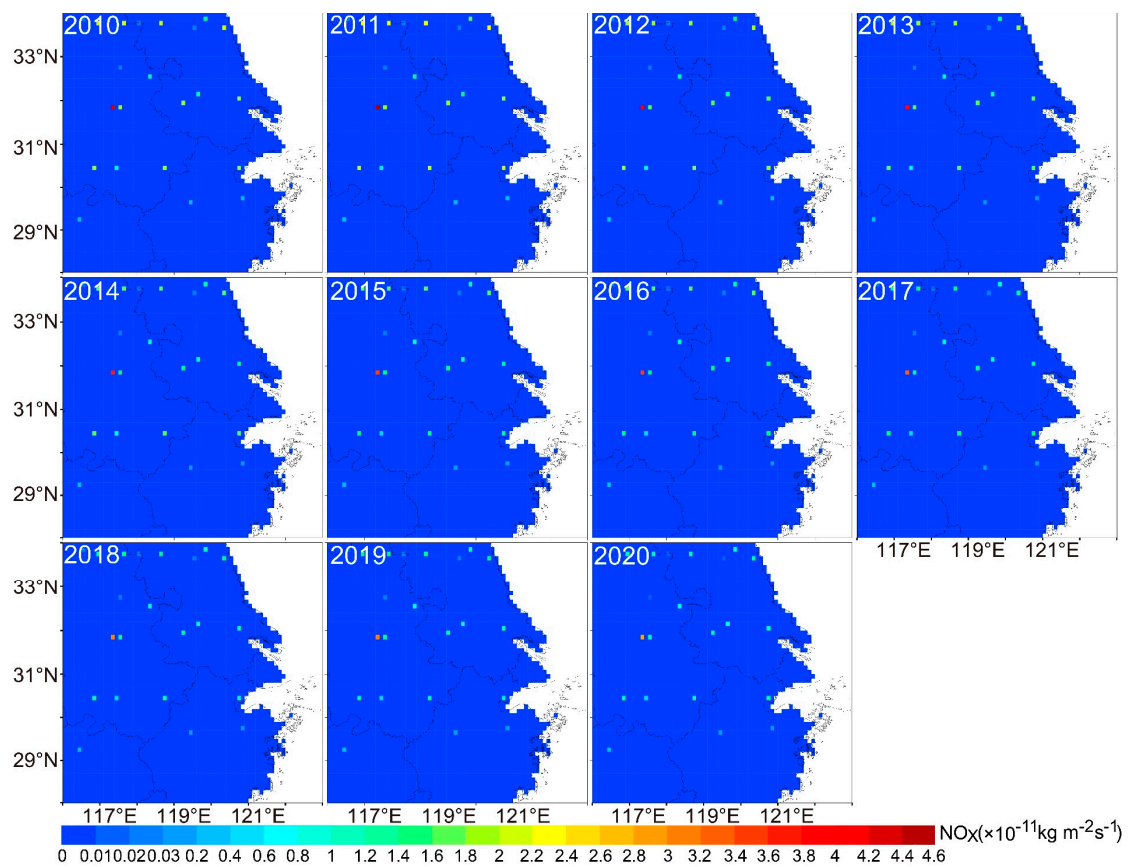 2010 2011 2012 2013
33°N
31°N
29°N
2014 2015 2016 2017
33°N
31°N
29°N
117°E 119°E 121°E
2018 2019 2020
33°N
31°N
29°N
117°E 119°E 121°E 117°E 119°E 121°E 117°E 119°E 121°E
NOX(×10-11kg m-2s-1)
0 0.01 0.02 0.03 0.2 0.4 0.6 0.8 1 1.2 1.4 1.6 1.8 2 2.2 2.4 2.6 2.8 3 3.2 3.4 3.6 3.8 4 4.2 4.4 4.6